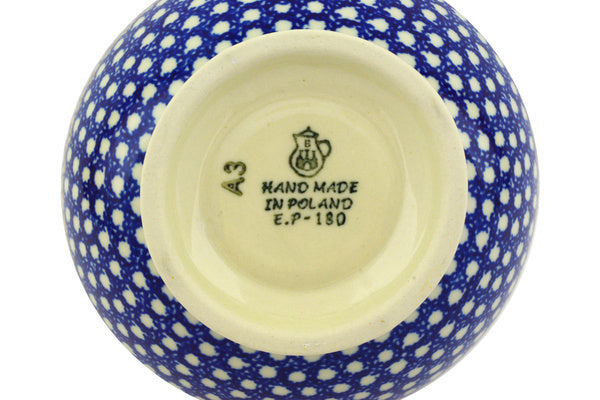 B
A3
HAND MADE
IN POLAND
E.P-180